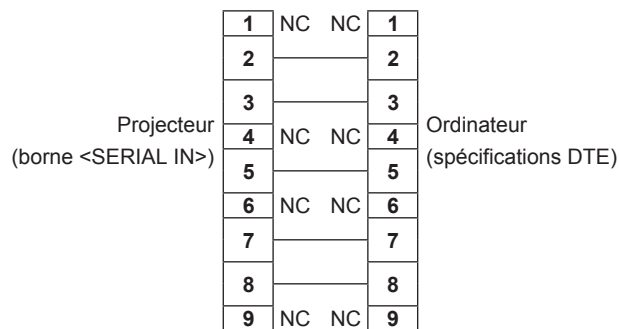 1 NC NC 1
2 2
3 3
Projecteur
(borne <SERIAL IN>)
4 NC NC 4
Ordinateur
(spécifications DTE)
5 5
6 NC NC 6
7 7
8 8
9 NC NC 9